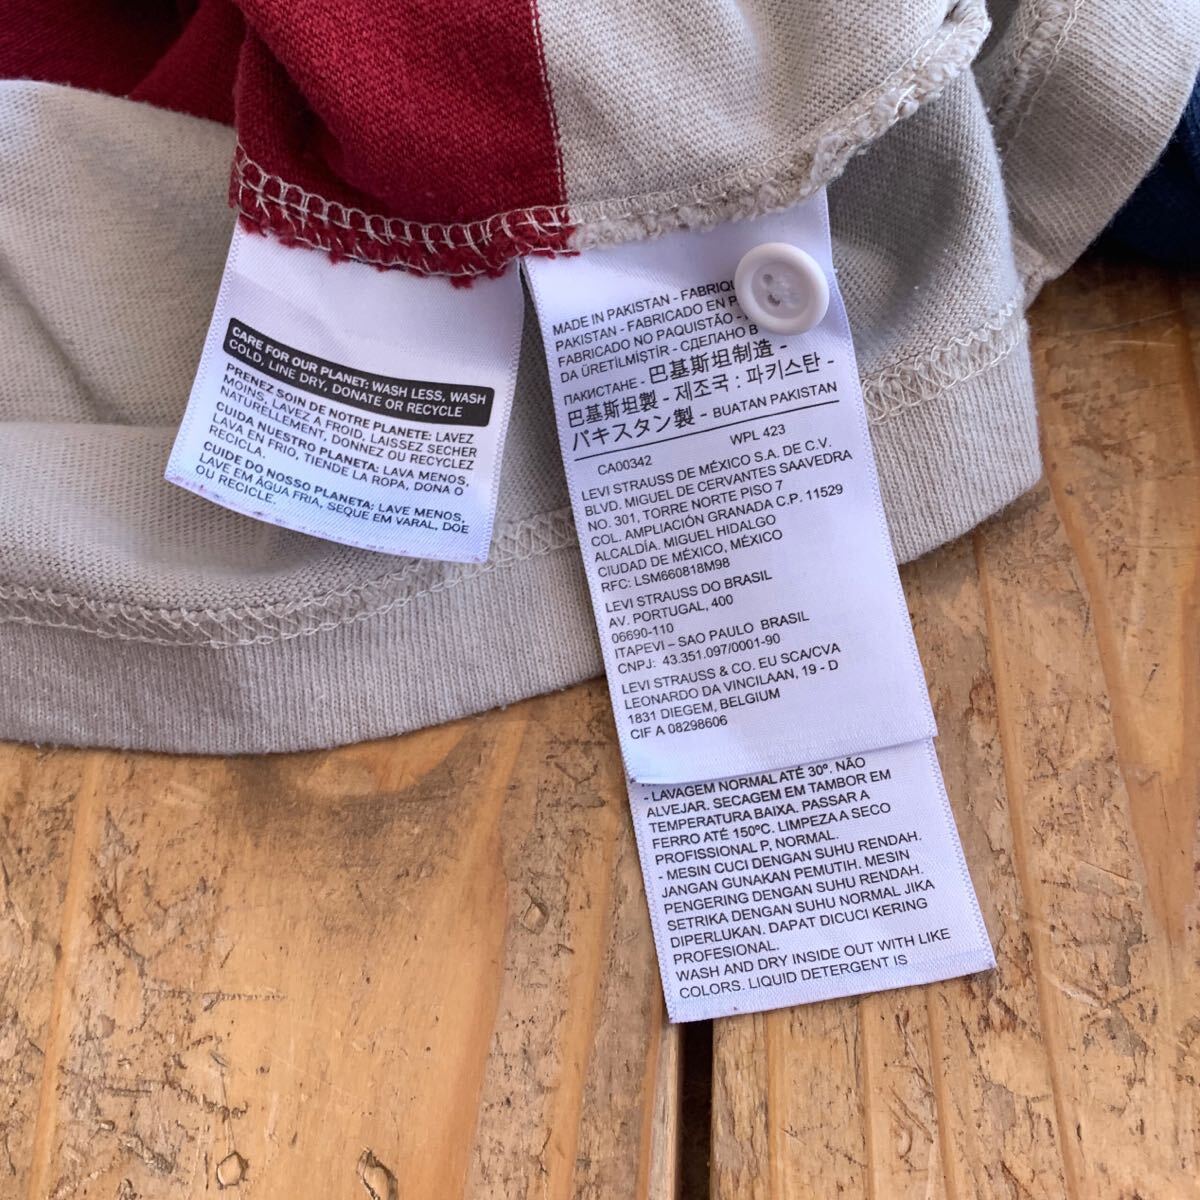 CARE FOR OUR PLANET: WASH LESS, WASH
COLD, LINE DRY, DONATE OR RECYCLE
PRENEZ SOIN DE NOTRE PLANETE: LAVEZ
MOINS, LAVEZ A FROID, LAISSEZ SECHER
NATURELLEMENT, DONNEZ OU RECYCLEZ
CUIDA NUESTRO PLANETA: LAVA MENOS,
LAVA EN FRIO, TIENDE LA ROPA, DONA O
RECICLA.
CUIDE DO NOSSO PLANETA: LAVE MENOS,
LAVE EM ÁGUA FRIA, SEQUE EM VARAL, DOE
OU RECICLE.
MADE IN PAKISTAN - FABRIQU
PAKISTAN - FABRICADO EN P
FABRICADO NO PAQUISTÃO -
DA ÜRETİLMİŞTİR - СДЕЛАНО В
ПАКИСТАНЕ - 巴基斯坦制造 -
巴基斯坦製 - 제조국 : 파키스탄 -
パキスタン製 - BUATAN PAKISTAN
WPL 423
CA00342
LEVI STRAUSS DE MÉXICO S.A. DE C.V.
BLVD. MIGUEL DE CERVANTES SAAVEDRA
NO. 301, TORRE NORTE PISO 7
COL. AMPLIACIÓN GRANADA C.P. 11529
ALCALDÍA. MIGUEL HIDALGO
CIUDAD DE MÉXICO, MÉXICO
RFC: LSM660818M98
LEVI STRAUSS DO BRASIL
AV. PORTUGAL, 400
06690-110
ITAPEVI – SAO PAULO BRASIL
CNPJ: 43.351.097/0001-90
LEVI STRAUSS & CO. EU SCA/CVA
LEONARDO DA VINCILAAN, 19 - D
1831 DIEGEM, BELGIUM
CIF A 08298606
- LAVAGEM NORMAL ATÉ 30º. NÃO
ALVEJAR. SECAGEM EM TAMBOR EM
TEMPERATURA BAIXA. PASSAR A
FERRO ATÉ 150ºC. LIMPEZA A SECO
PROFISSIONAL P, NORMAL.
- MESIN CUCI DENGAN SUHU RENDAH.
JANGAN GUNAKAN PEMUTIH. MESIN
PENGERING DENGAN SUHU RENDAH.
SETRIKA DENGAN SUHU NORMAL JIKA
DIPERLUKAN. DAPAT DICUCI KERING
PROFESIONAL.
WASH AND DRY INSIDE OUT WITH LIKE
COLORS. LIQUID DETERGENT IS